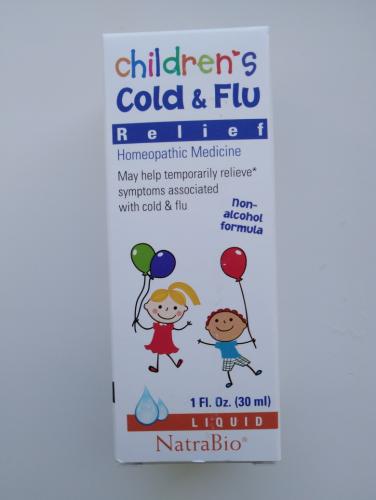 children's
Cold & Flu
Relief
Homeopathic Medicine
May help temporarily relieve*
symptoms associated
with cold & flu
Non-
alcohol
formula
1 Fl. Oz. (30 ml)
LIQUID
NatraBio®